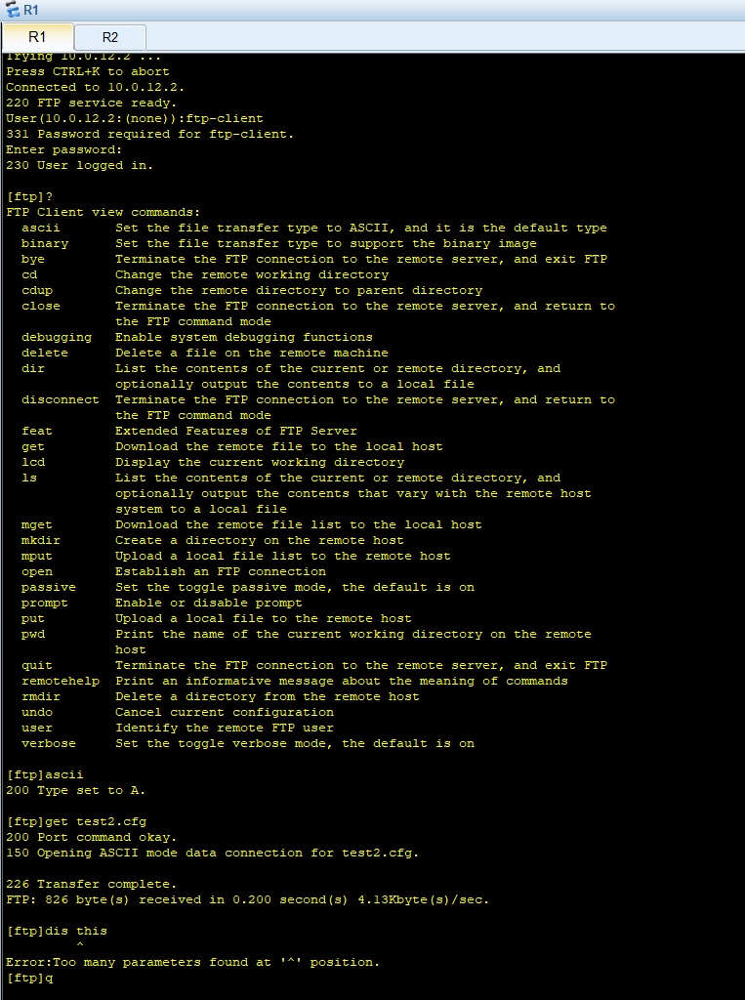 R1
R1 R2
Trying 10.0.12.2 ...
Press CTRL+K to abort
Connected to 10.0.12.2.
220 FTP service ready.
User(10.0.12.2:(none)):ftp-client
331 Password required for ftp-client.
Enter password:
230 User logged in.
[ftp]?
FTP Client view commands:
ascii Set the file transfer type to ASCII, and it is the default type
binary Set the file transfer type to support the binary image
bye Terminate the FTP connection to the remote server, and exit FTP
cd Change the remote working directory
cdup Change the remote directory to parent directory
close Terminate the FTP connection to the remote server, and return to
the FTP command mode
debugging Enable system debugging functions
delete Delete a file on the remote machine
dir List the contents of the current or remote directory, and
optionally output the contents to a local file
disconnect Terminate the FTP connection to the remote server, and return to
the FTP command mode
feat Extended Features of FTP Server
get Download the remote file to the local host
lcd Display the current working directory
ls List the contents of the current or remote directory, and
optionally output the contents that vary with the remote host
system to a local file
mget Download the remote file list to the local host
mkdir Create a directory on the remote host
mput Upload a local file list to the remote host
open Establish an FTP connection
passive Set the toggle passive mode, the default is on
prompt Enable or disable prompt
put Upload a local file to the remote host
pwd Print the name of the current working directory on the remote
host
quit Terminate the FTP connection to the remote server, and exit FTP
remotehelp Print an informative message about the meaning of commands
rmdir Delete a directory from the remote host
undo Cancel current configuration
user Identify the remote FTP user
verbose Set the toggle verbose mode, the default is on
[ftp]ascii
200 Type set to A.
[ftp]get test2.cfg
200 Port command okay.
150 Opening ASCII mode data connection for test2.cfg.
226 Transfer complete.
FTP: 826 byte(s) received in 0.200 second(s) 4.13Kbyte(s)/sec.
[ftp]dis this
^
Error:Too many parameters found at '^' position.
[ftp]q